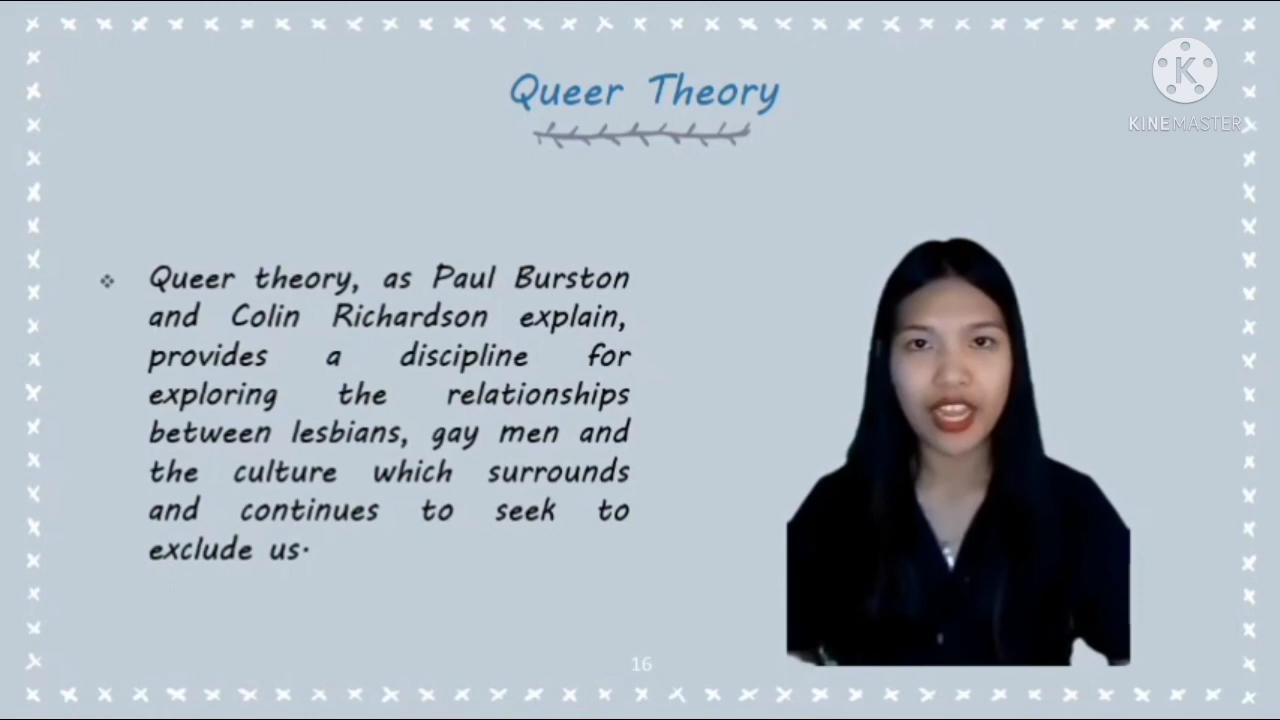 Queer Theory
KINEMASTER
Queer theory, as Paul Burston
and Colin Richardson explain,
provides a discipline for
exploring the relationships
between lesbians, gay men and
the culture which surrounds
and continues to seek to
exclude us.
16